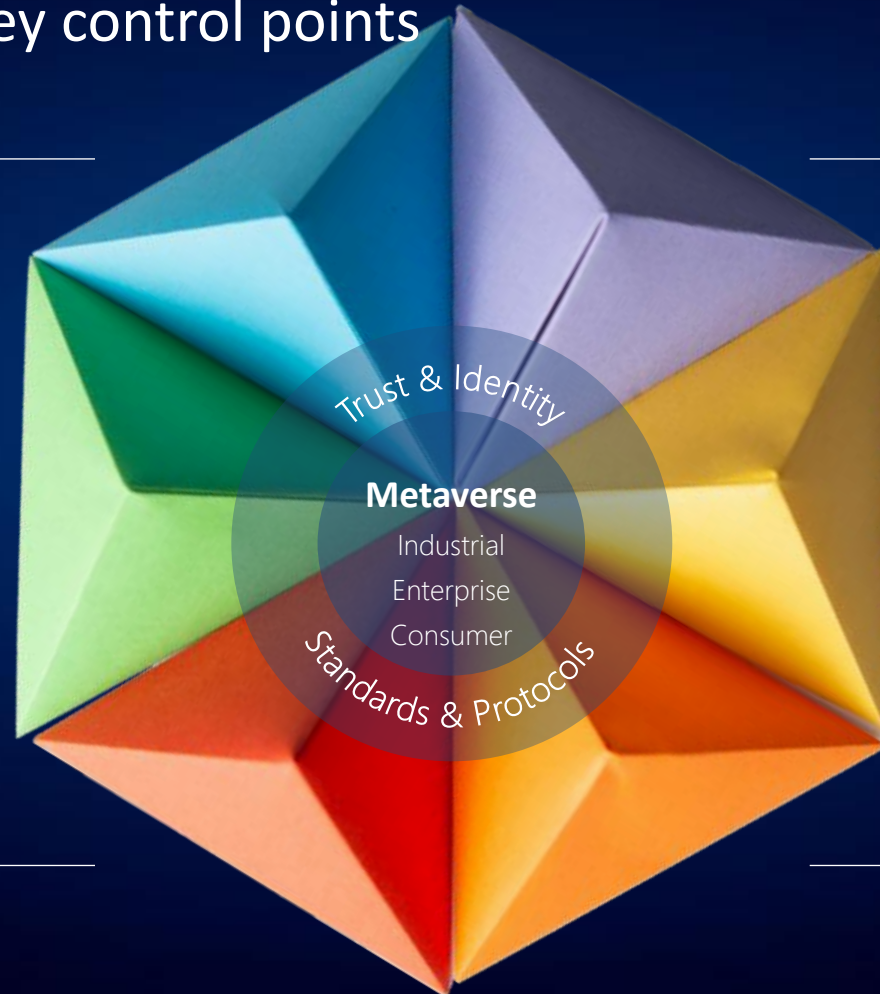 ey control points
Trust & Identity
Metaverse
Industrial
Enterprise
Consumer
Standards & Protocols